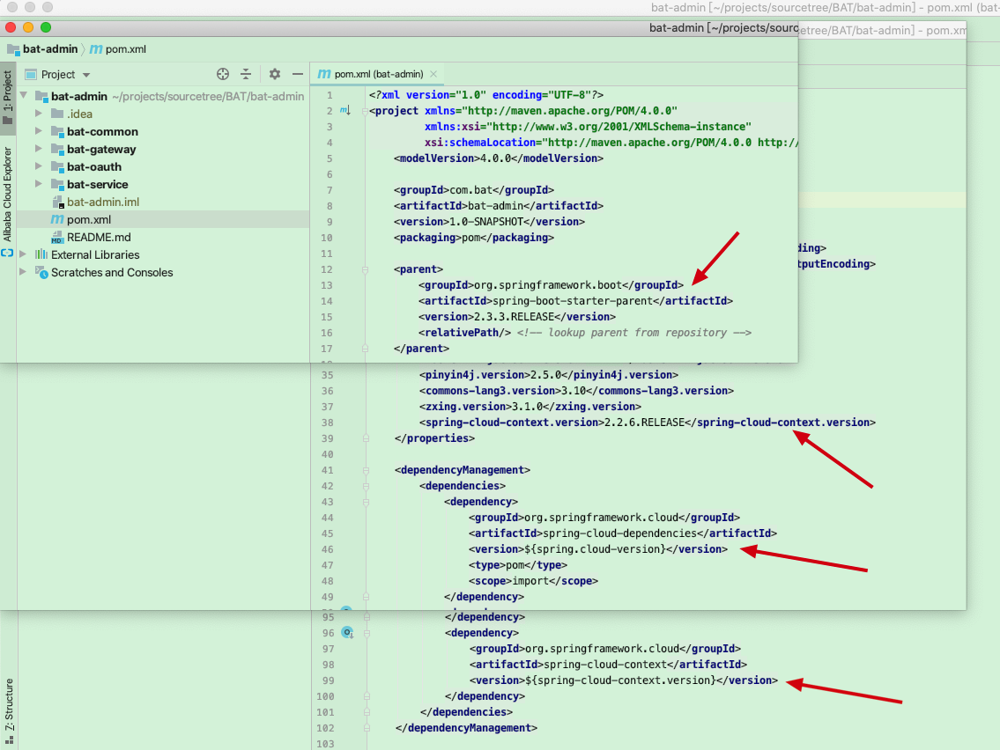 bat-admin [~/projects/sourcetree/BAT/bat-admin] - pom.xml (bat-
bat-admin [~/projects/sourc
etree/BAT/bat-admin] - pom.xm
bat-admin
pom.xml
1: Project
Project
pom.xml (bat-admin)
bat-admin ~/projects/sourcetree/BAT/bat-admin
.idea
bat-common
bat-gateway
bat-oauth
bat-service
bat-admin.iml
pom.xml
README.md
External Libraries
Scratches and Consoles
Alibaba Cloud Explorer
1 <?xml version="1.0" encoding="UTF-8"?>
2 <project xmlns="http://maven.apache.org/POM/4.0.0"
3 xmlns:xsi="http://www.w3.org/2001/XMLSchema-instance"
4 xsi:schemaLocation="http://maven.apache.org/POM/4.0.0 http:/
5 <modelVersion>4.0.0</modelVersion>
6
7 <groupId>com.bat</groupId>
8 <artifactId>bat-admin</artifactId>
9 <version>1.0-SNAPSHOT</version>
10 <packaging>pom</packaging>
11
12 <parent>
13 <groupId>org.springframework.boot</groupId>
14 <artifactId>spring-boot-starter-parent</artifactId>
15 <version>2.3.3.RELEASE</version>
16 <relativePath/> <!-- lookup parent from repository -->
17 </parent>
ding>
tputEncoding>
35 <pinyin4j.version>2.5.0</pinyin4j.version>
36 <commons-lang3.version>3.10</commons-lang3.version>
37 <zxing.version>3.1.0</zxing.version>
38 <spring-cloud-context.version>2.2.6.RELEASE</spring-cloud-context.version>
39 </properties>
40
41 <dependencyManagement>
42 <dependencies>
43 <dependency>
44 <groupId>org.springframework.cloud</groupId>
45 <artifactId>spring-cloud-dependencies</artifactId>
46 <version>${spring.cloud-version}</version>
47 <type>pom</type>
48 <scope>import</scope>
49 </dependency>
95 </dependency>
96 <dependency>
97 <groupId>org.springframework.cloud</groupId>
98 <artifactId>spring-cloud-context</artifactId>
99 <version>${spring-cloud-context.version}</version>
100 </dependency>
101 </dependencies>
102 </dependencyManagement>
103
Z: Structure